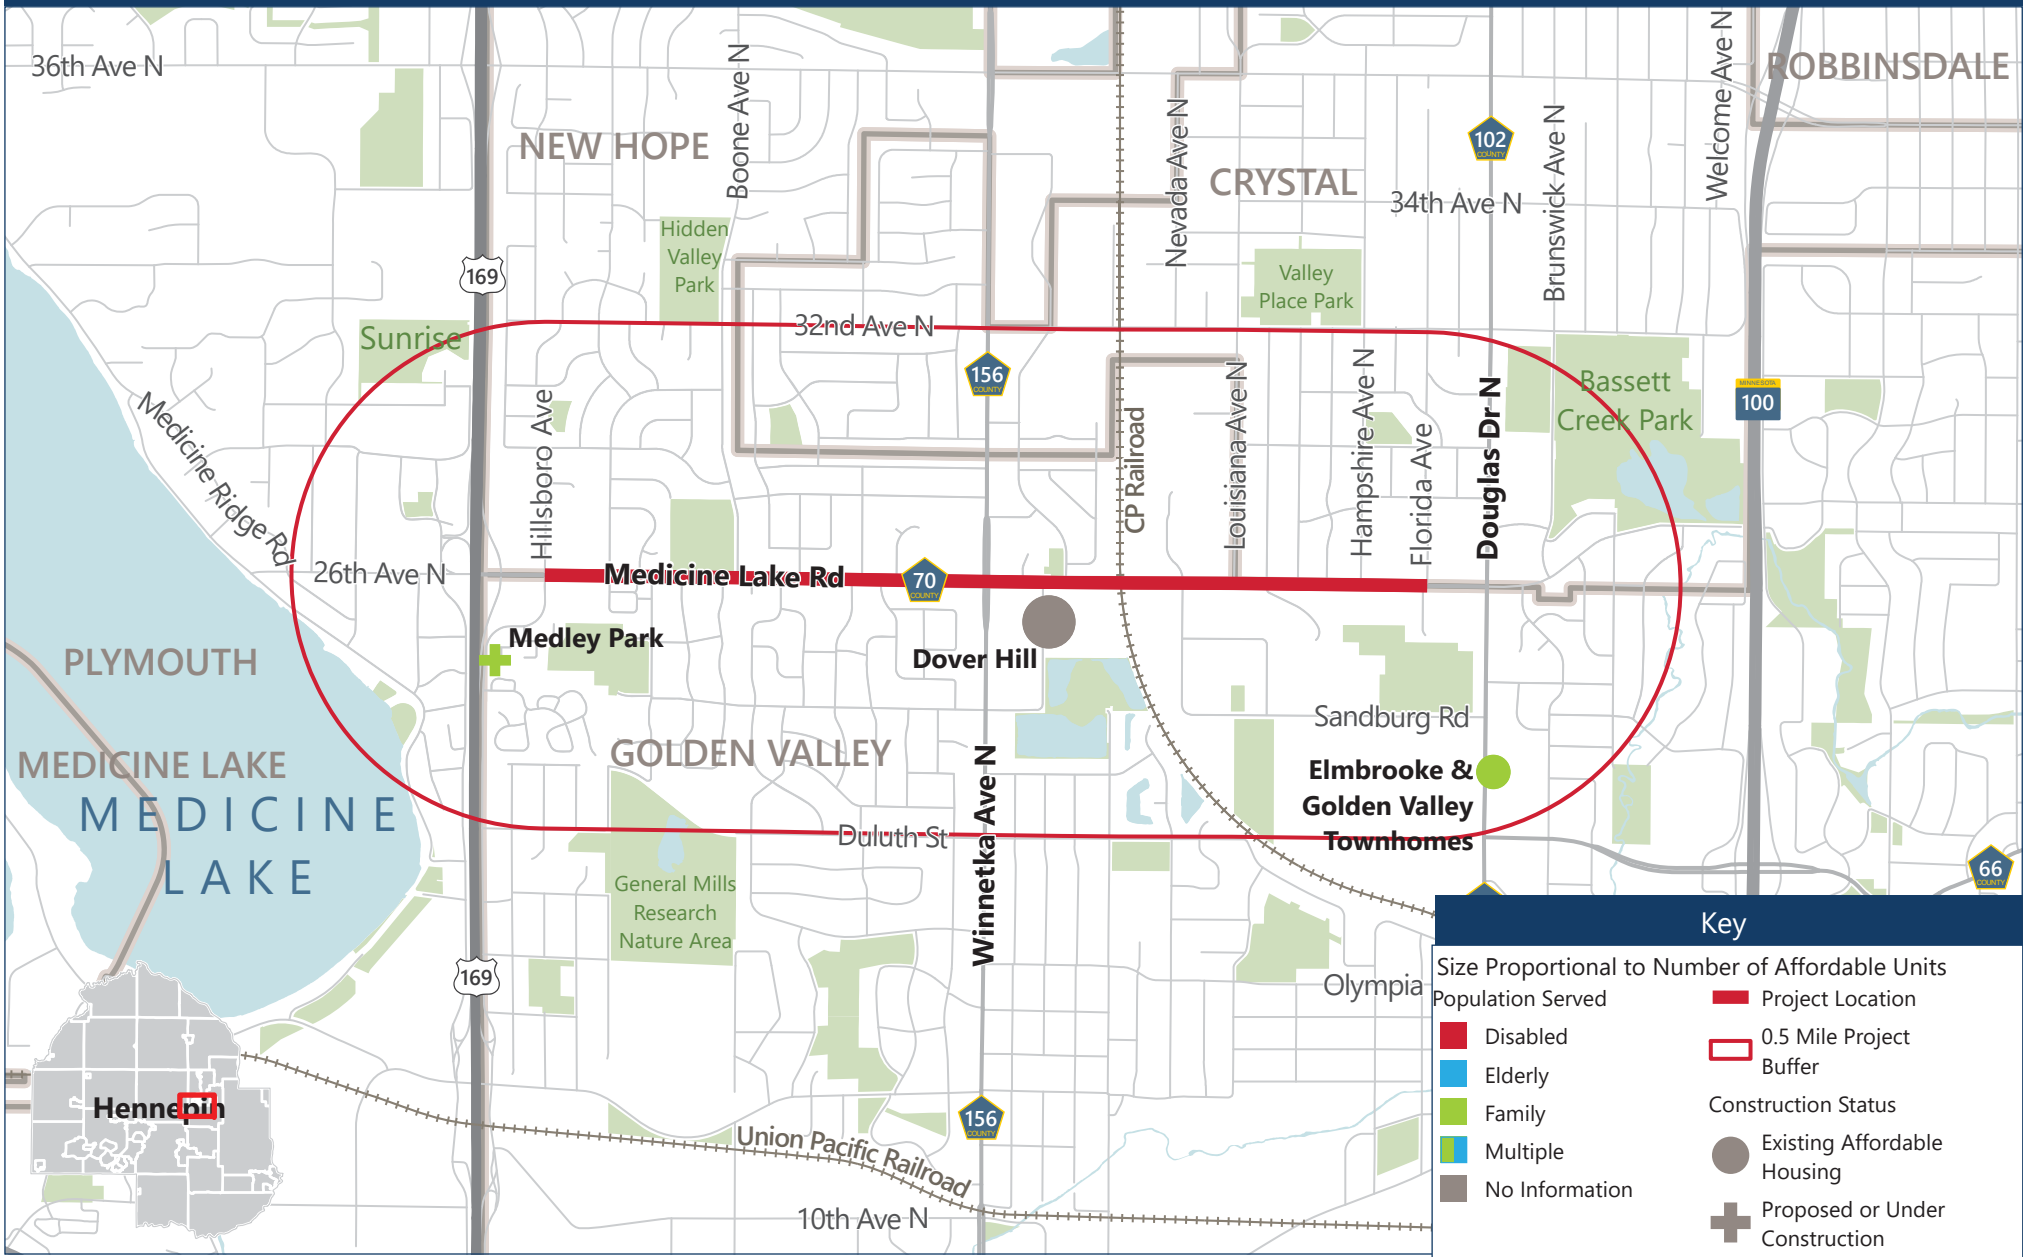 36th Ave N
ROBBINSDALE
NEW HOPE
Boone Ave N
Nevada Ave N
CRYSTAL
102
COUNTY
34th Ave N
Brunswick Ave N
Welcome Ave N
Hidden
Valley
Park
169
Valley
Place Park
Sunrise
32nd Ave N
156
COUNTY
Bassett
Creek Park
MINNESOTA
100
Medicine Ridge Rd
Hillsboro Ave
CP Railroad
Louisiana Ave N
Hampshire Ave N
Florida Ave
Douglas Dr N
26th Ave N
Medicine Lake Rd
70
COUNTY
Medley Park
Dover Hill
PLYMOUTH
Sandburg Rd
GOLDEN VALLEY
MEDICINE LAKE
MEDICINE
LAKE
Winnetka Ave N
Elmbrooke &
Golden Valley
Townhomes
Duluth St
66
COUNTY
General Mills
Research
Nature Area
169
Olympia
Hennepin
156
COUNTY
Union Pacific Railroad
10th Ave N
Key
Size Proportional to Number of Affordable Units
Population Served
Disabled
Elderly
Family
Multiple
No Information
Project Location
0.5 Mile Project
Buffer
Construction Status
Existing Affordable
Housing
Proposed or Under
Construction